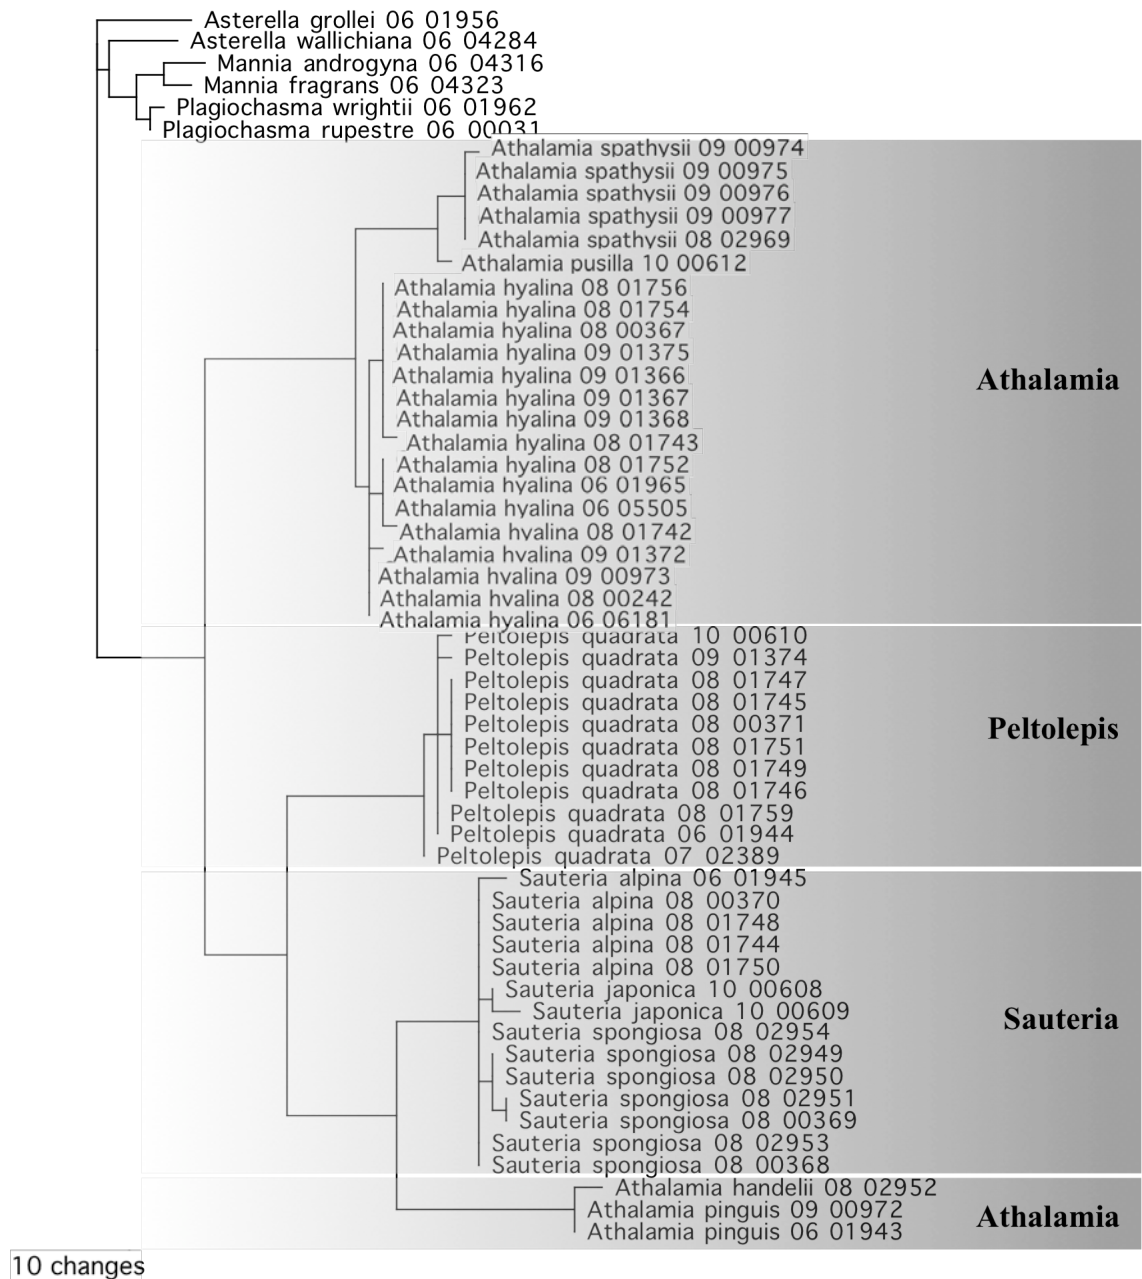 Asterella grollei 06 01956
Asterella wallichiana 06 04284
Mannia androgyna 06 04316
Mannia fragrans 06 04323
Plagiochasma wrightii 06 01962
Plagiochasma rupestre 06 00031
Athalamia spathysii 09 00974
Athalamia spathysii 09 00975
Athalamia spathysii 09 00976
Athalamia spathysii 09 00977
Athalamia spathysii 08 02969
Athalamia pusilla 10 00612
Athalamia hyalina 08 01756
Athalamia hyalina 08 01754
Athalamia hyalina 08 00367
Athalamia hyalina 09 01375
Athalamia hyalina 09 01366
Athalamia
Athalamia hyalina 09 01367
Athalamia hyalina 09 01368
Athalamia hyalina 08 01743
Athalamia hyalina 08 01752
Athalamia hyalina 06 01965
Athalamia hyalina 06 05505
Athalamia hyalina 08 01742
Athalamia hyalina 09 01372
Athalamia hyalina 09 00973
Athalamia hyalina 08 00242
Athalamia hyalina 06 06181
Peltolepis quadrata 10 00610
Peltolepis quadrata 09 01374
Peltolepis quadrata 08 01747
Peltolepis quadrata 08 01745
Peltolepis quadrata 08 00371
Peltolepis
Peltolepis quadrata 08 01751
Peltolepis quadrata 08 01749
Peltolepis quadrata 08 01746
Peltolepis quadrata 08 01759
Peltolepis quadrata 06 01944
Peltolepis quadrata 07 02389
Sauteria alpina 06 01945
Sauteria alpina 08 00370
Sauteria alpina 08 01748
Sauteria alpina 08 01744
Sauteria alpina 08 01750
Sauteria japonica 10 00608
Sauteria japonica 10 00609
Sauteria
Sauteria spongiosa 08 02954
Sauteria spongiosa 08 02949
Sauteria spongiosa 08 02950
Sauteria spongiosa 08 02951
Sauteria spongiosa 08 00369
Sauteria spongiosa 08 02953
Sauteria spongiosa 08 00368
Athalamia handelii 08 02952
Athalamia pinguis 09 00972
Athalamia
Athalamia pinguis 06 01943
10 changes